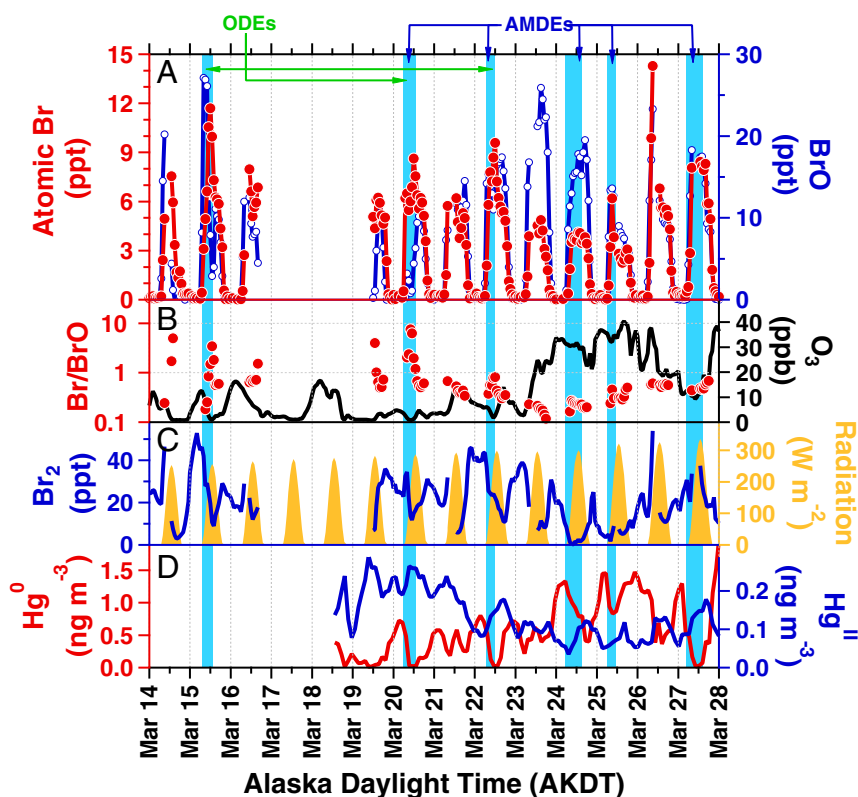 ODEs
AMDEs
A
15
12
9
6
3
0
Atomic Br
(ppt)
30
20
10
0
BrO
(ppt)
B
10
1
0.1
Br/BrO
40
30
20
10
0
O3
(ppb)
C
40
20
0
Br2
(ppt)
300
200
100
0
Radiation
(W m-2)
D
1.5
1.0
0.5
0.0
Hg0
(ng m-3)
0.2
0.1
0.0
HgII
(ng m-3)
Mar 14
Mar 15
Mar 16
Mar 17
Mar 18
Mar 19
Mar 20
Mar 21
Mar 22
Mar 23
Mar 24
Mar 25
Mar 26
Mar 27
Mar 28
Alaska Daylight Time (AKDT)